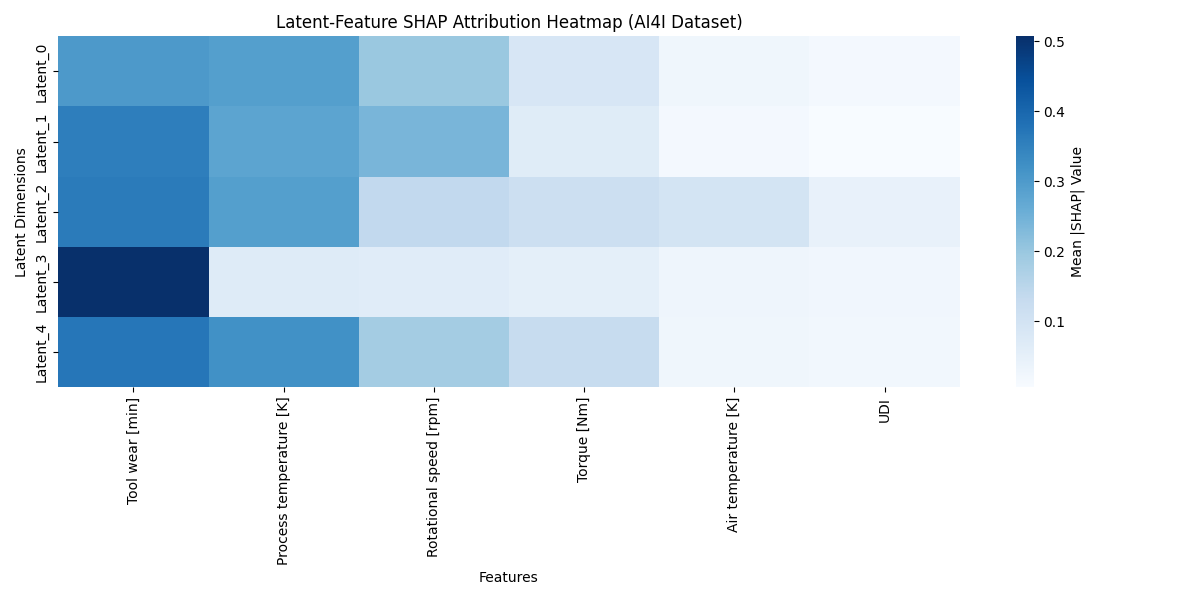 Latent-Feature SHAP Attribution Heatmap (AI4I Dataset)
Latent Dimensions
Latent_0
Latent_1
Latent_2
Latent_3
Latent_4
Tool wear [min]
Process temperature [K]
Rotational speed [rpm]
Torque [Nm]
Air temperature [K]
UDI
Features
0.5
0.4
0.3
0.2
0.1
Mean |SHAP| Value